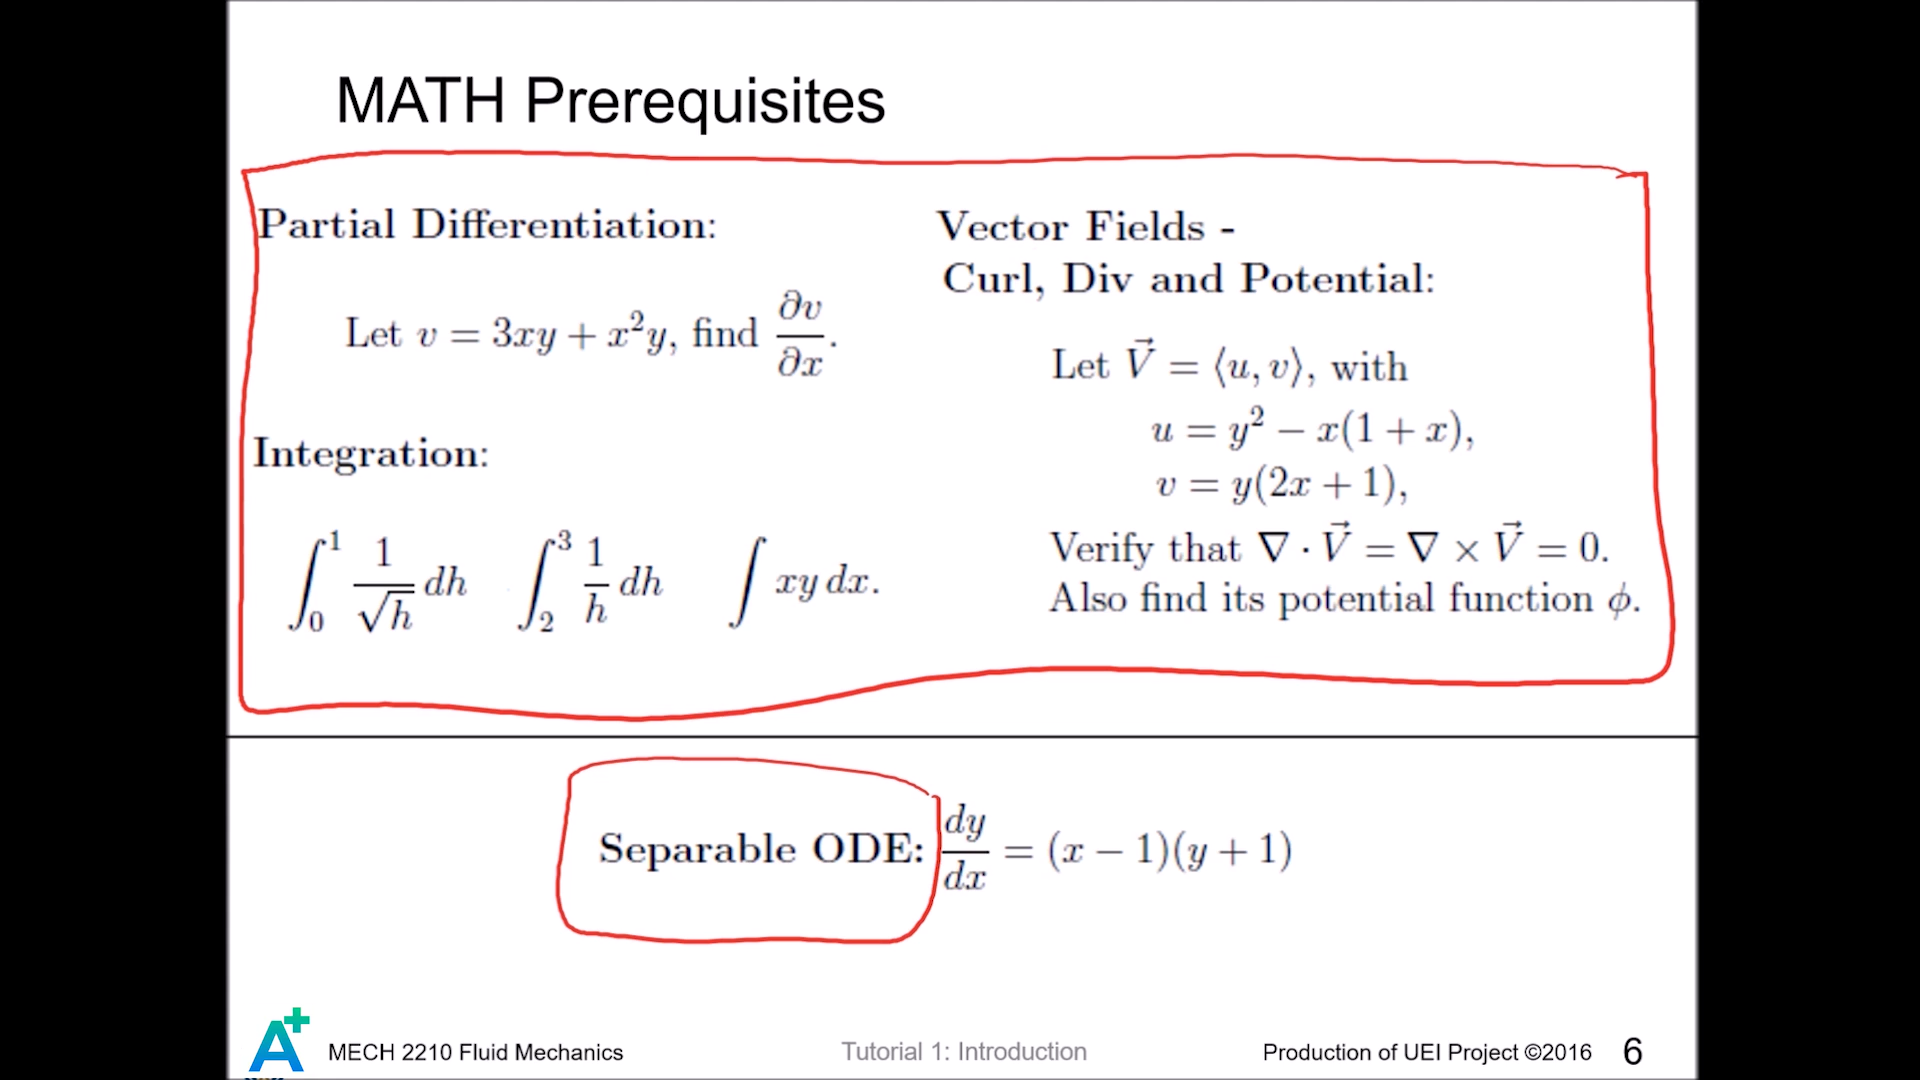 MATH Prerequisites
Partial Differentiation:
Let v = 3xy + x²y, find ∂v/∂x.
Integration:
∫₀¹ 1/√h dh   ∫₂³ 1/h dh   ∫ xy dx.
Vector Fields -
Curl, Div and Potential:
Let V⃗ = ⟨u, v⟩, with
u = y² − x(1 + x),
v = y(2x + 1),
Verify that ∇ · V⃗ = ∇ × V⃗ = 0.
Also find its potential function ϕ.
Separable ODE: dy/dx = (x − 1)(y + 1)
A+ MECH 2210 Fluid Mechanics Tutorial 1: Introduction Production of UEI Project ©2016 6